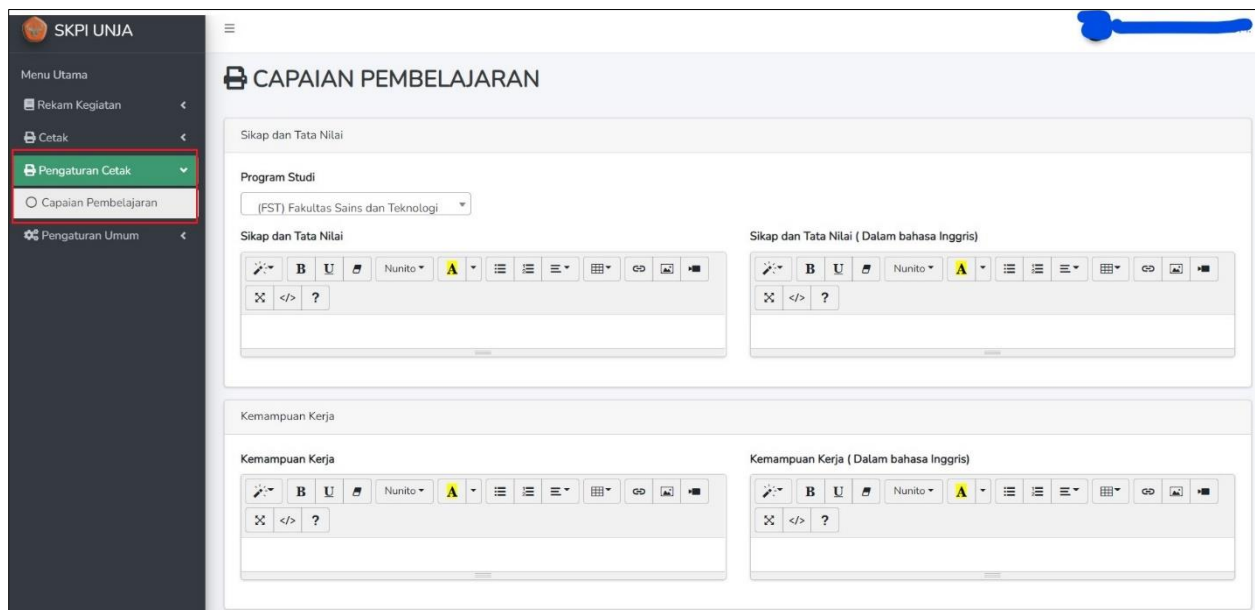 SKPI UNJA
Menu Utama
Rekam Kegiatan
Cetak
Pengaturan Cetak
Capaian Pembelajaran
Pengaturan Umum
CAPAIAN PEMBELAJARAN
Sikap dan Tata Nilai
Program Studi
(FST) Fakultas Sains dan Teknologi
Sikap dan Tata Nilai
B U Nunito A
</> ?
Sikap dan Tata Nilai ( Dalam bahasa Inggris)
B U Nunito A
</> ?
Kemampuan Kerja
Kemampuan Kerja
B U Nunito A
</> ?
Kemampuan Kerja ( Dalam bahasa Inggris)
B U Nunito A
</> ?